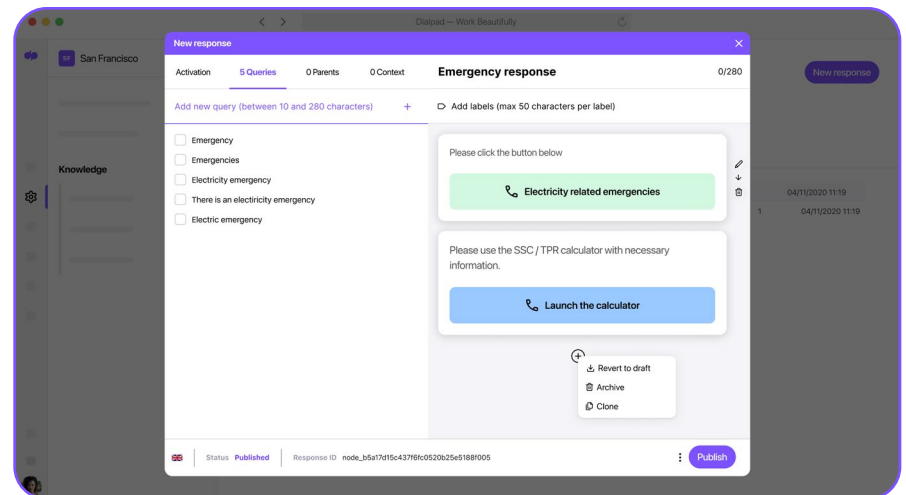 Dialpad — Work Beautifully
SF San Francisco
New response
New response
Activation 5 Queries 0 Parents 0 Context
Emergency response 0/280
Add new query (between 10 and 280 characters) +
Add labels (max 50 characters per label)
Emergency
Emergencies
Electricity emergency
There is an electiricity emergency
Electric emergency
Please click the button below
Electricity related emergencies
Please use the SSC / TPR calculator with necessary
information.
Launch the calculator
Revert to draft
Archive
Clone
Knowledge
04/11/2020 11:19
1 04/11/2020 11:19
Status Published Response ID node_b5a17d15c437f6fc0520b25e5188f005
Publish